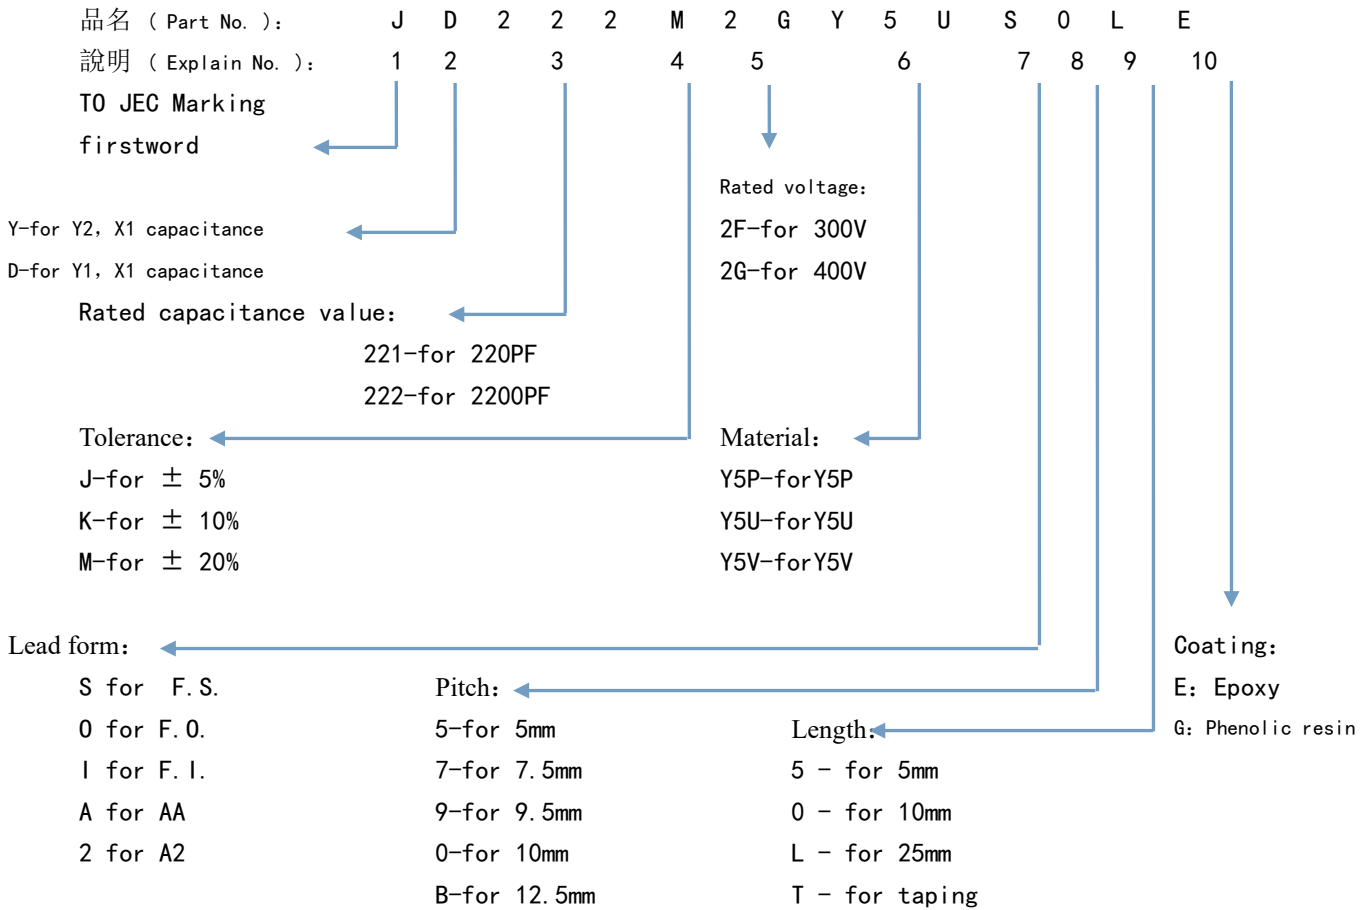 品名 ( Part No. ): J D 2 2 2 M 2 G Y 5 U S 0 L E
說明 ( Explain No. ): 1 2 3 4 5 6 7 8 9 10
TO JEC Marking
firstword
Rated voltage:
Y-for Y2, X1 capacitance
2F-for 300V
D-for Y1, X1 capacitance
2G-for 400V
Rated capacitance value:
221-for 220PF
222-for 2200PF
Tolerance:
Material:
J-for ± 5%
Y5P-forY5P
K-for ± 10%
Y5U-forY5U
M-for ± 20%
Y5V-forY5V
Lead form:
Coating:
S for F.S.
Pitch:
E: Epoxy
O for F.O.
5-for 5mm
Length:
G: Phenolic resin
I for F.I.
7-for 7.5mm
5 - for 5mm
A for AA
9-for 9.5mm
0 - for 10mm
2 for A2
0-for 10mm
L - for 25mm
B-for 12.5mm
T - for taping